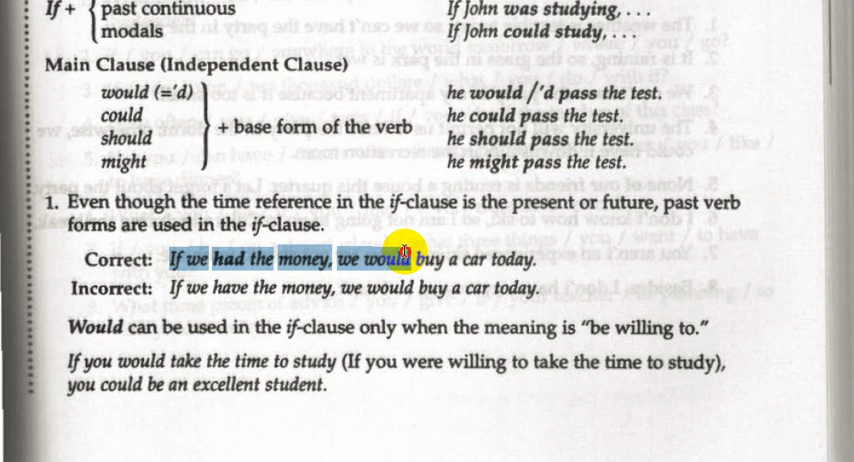 If + past continuous If John was studying, . . .
modals If John could study, . . .
Main Clause (Independent Clause)
would (='d) he would /'d pass the test.
could he could pass the test.
+ base form of the verb
should he should pass the test.
might he might pass the test.
1. Even though the time reference in the if-clause is the present or future, past verb
forms are used in the if-clause.
Correct: If we had the money, we would buy a car today.
Incorrect: If we have the money, we would buy a car today.
Would can be used in the if-clause only when the meaning is "be willing to."
If you would take the time to study (If you were willing to take the time to study),
you could be an excellent student.